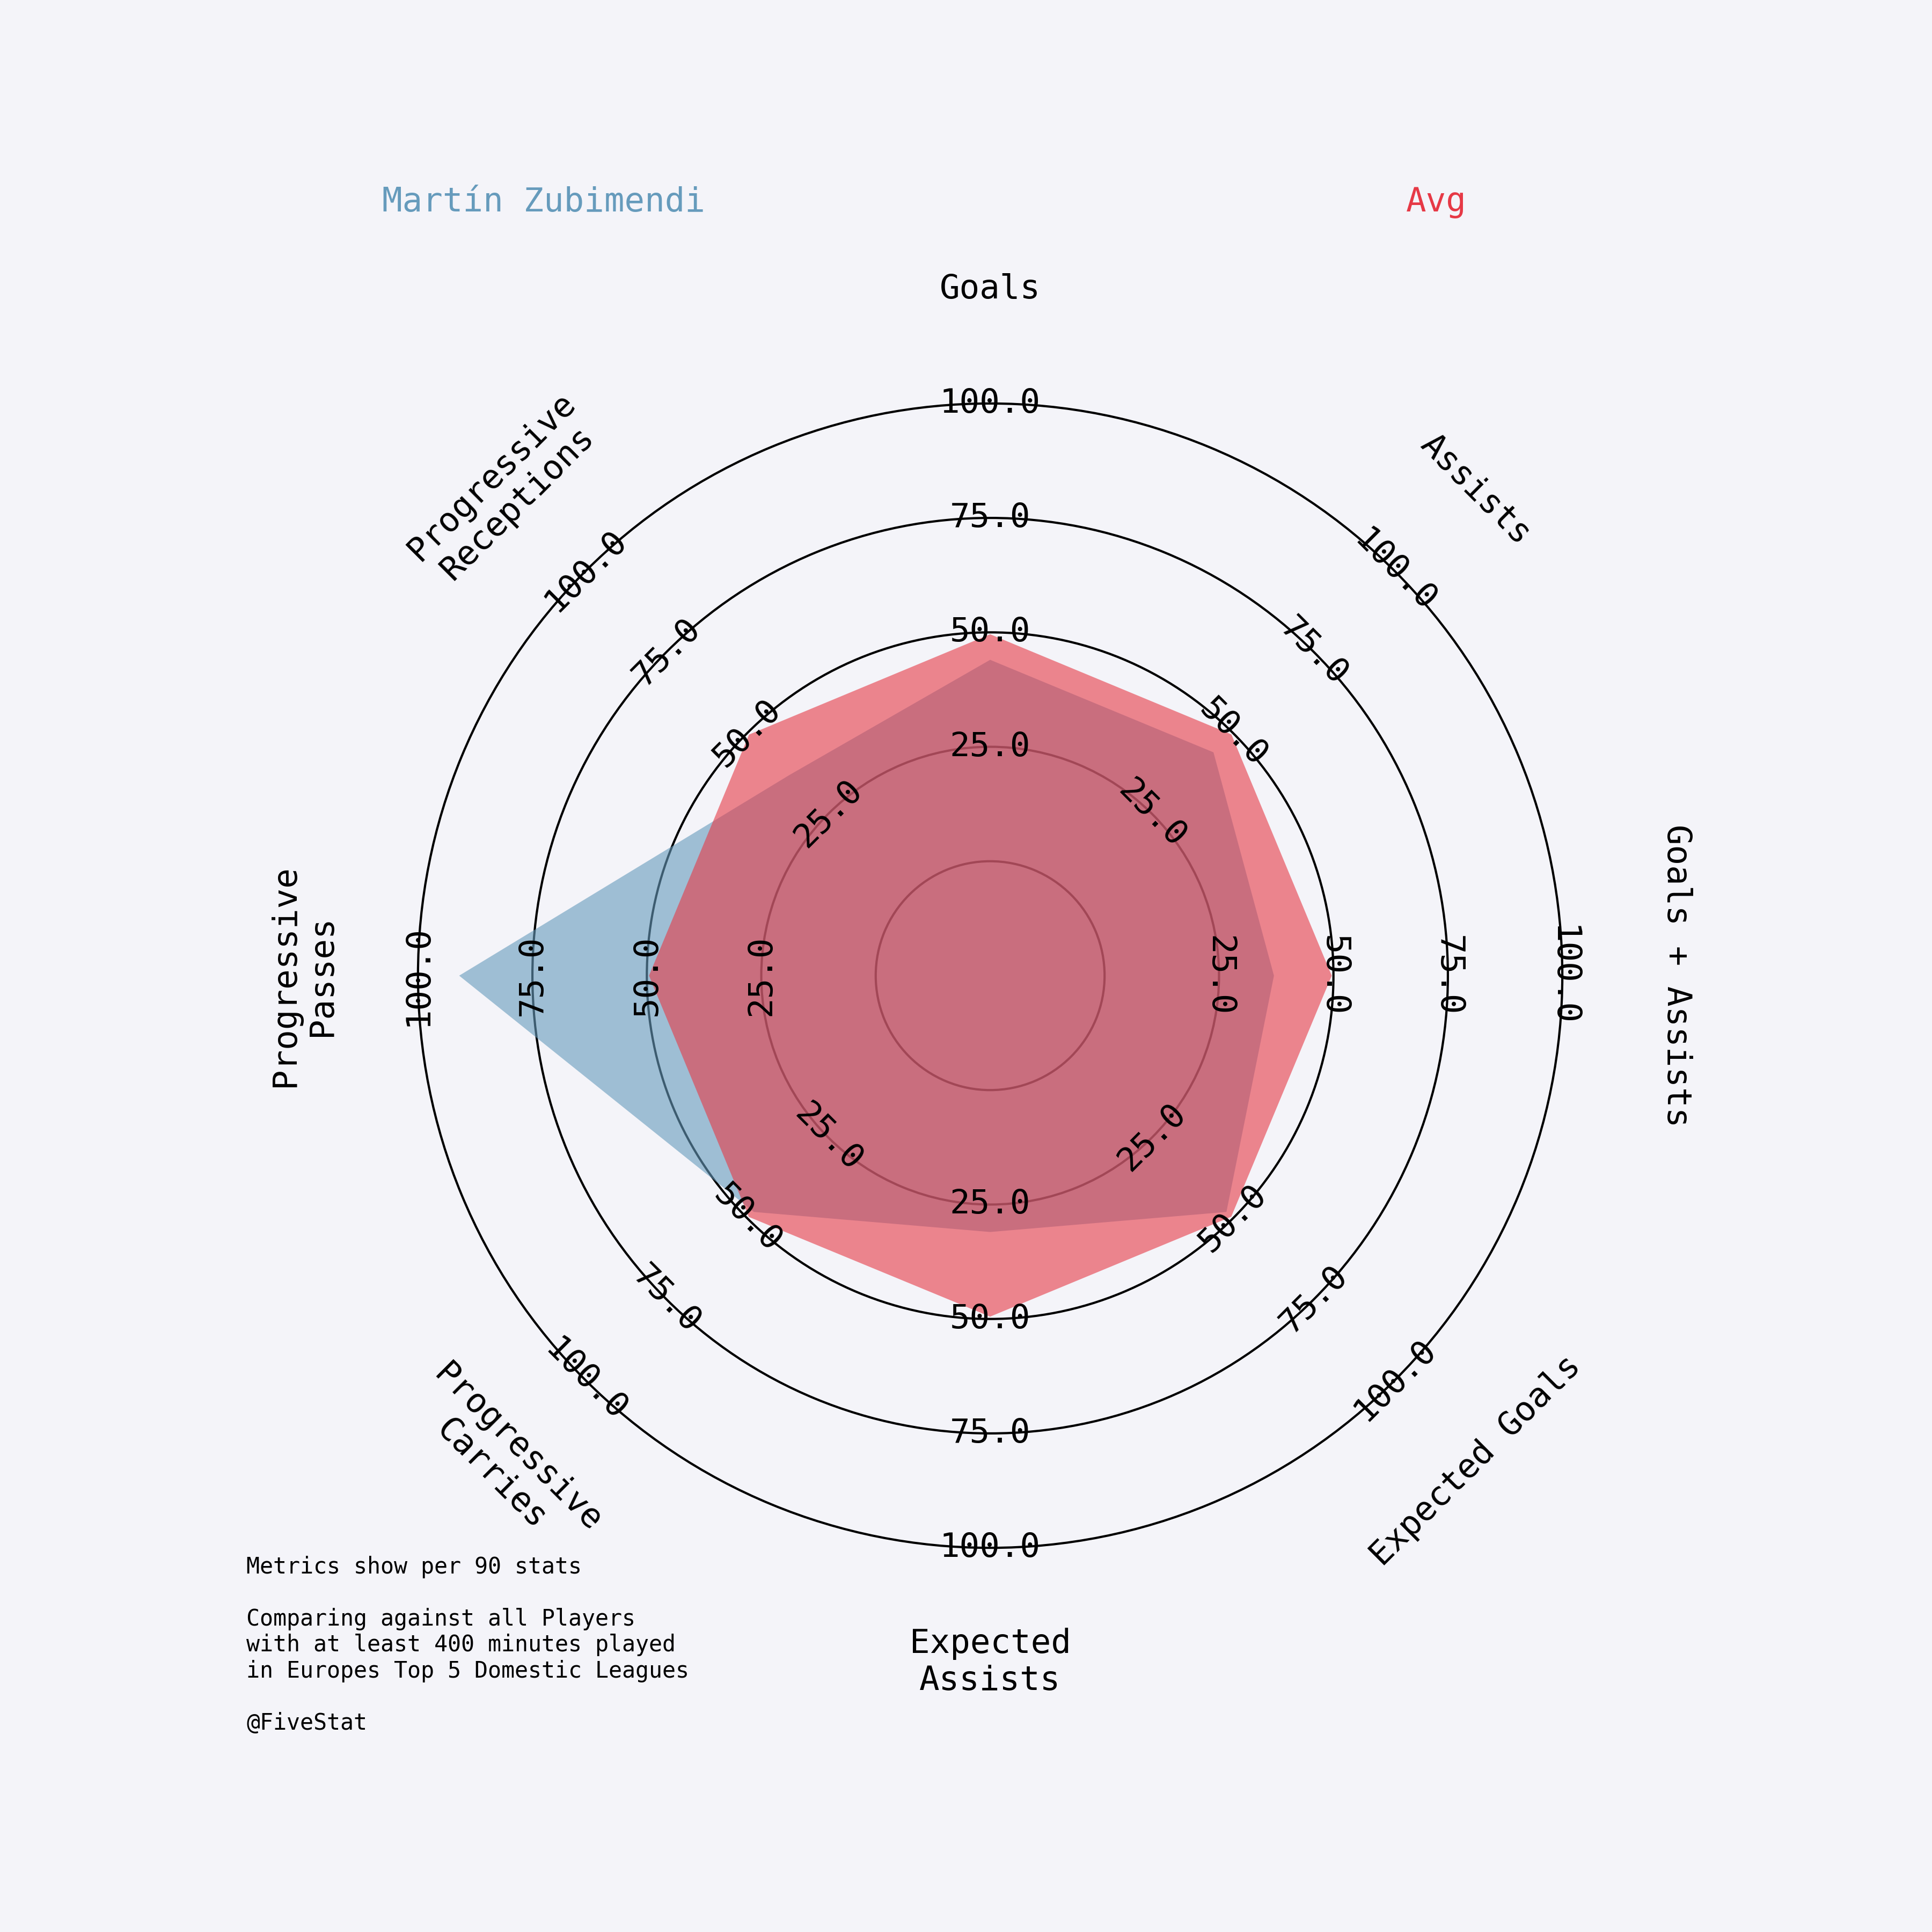 Martín Zubimendi
Avg
Goals
Assists
Goals + Assists
Expected Goals
Expected
Assists
Progressive
Carries
Progressive
Passes
Progressive
Receptions
25.0
50.0
75.0
100.0
25.0
50.0
75.0
100.0
25.0
50.0
75.0
100.0
25.0
50.0
75.0
100.0
25.0
50.0
75.0
100.0
25.0
50.0
75.0
100.0
25.0
50.0
75.0
100.0
25.0
50.0
75.0
100.0
Metrics show per 90 stats
Comparing against all Players
with at least 400 minutes played
in Europes Top 5 Domestic Leagues
@FiveStat